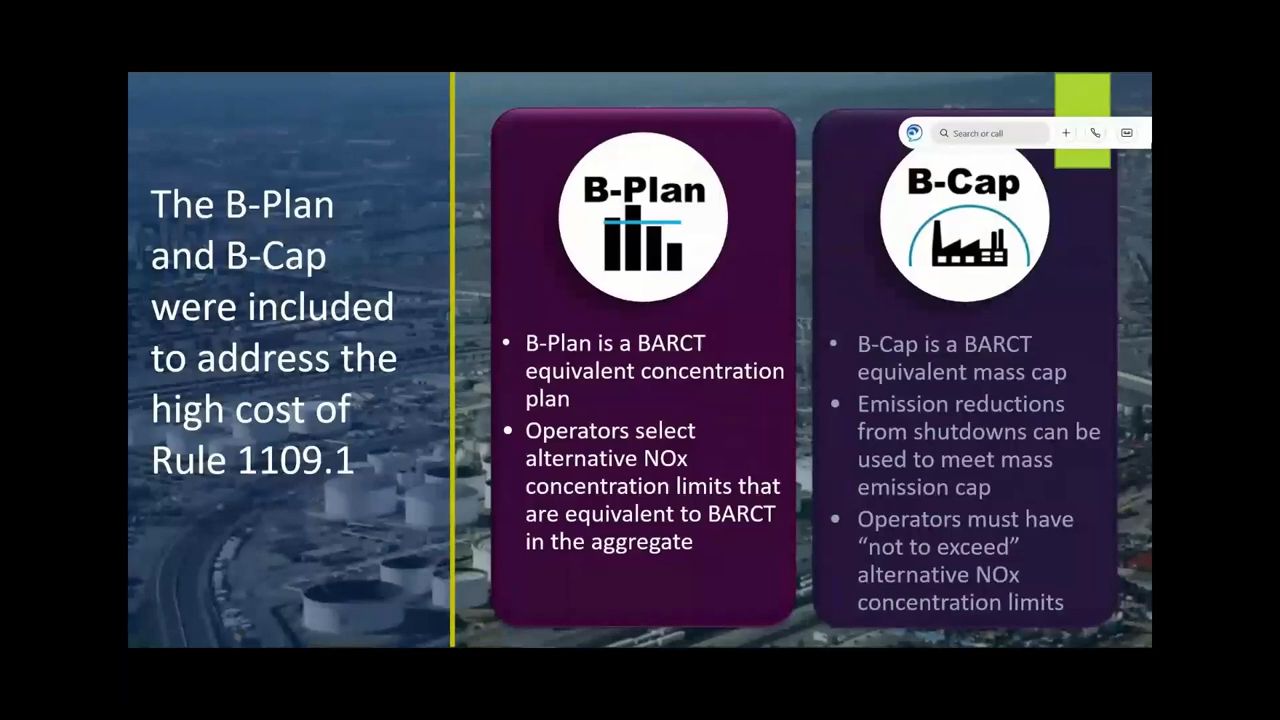 The B-Plan
and B-Cap
were included
to address the
high cost of
Rule 1109.1
B-Plan
• B-Plan is a BARCT
equivalent concentration
plan
• Operators select
alternative NOx
concentration limits that
are equivalent to BARCT
in the aggregate
Search or call
B-Cap
• B-Cap is a BARCT
equivalent mass cap
• Emission reductions
from shutdowns can be
used to meet mass
emission cap
• Operators must have
“not to exceed”
alternative NOx
concentration limits